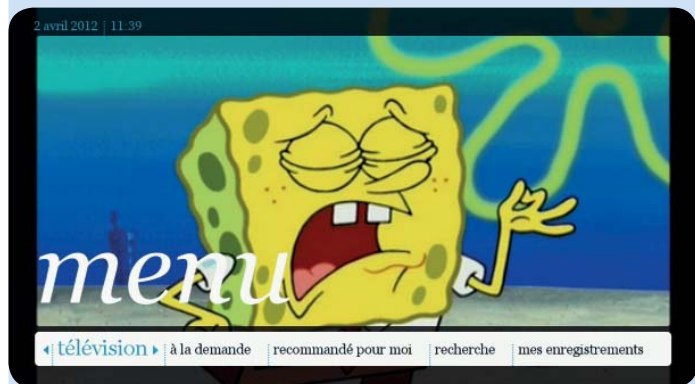 2 avril 2012 11:39
menu
télévision à la demande recommandé pour moi recherche mes enregistrements